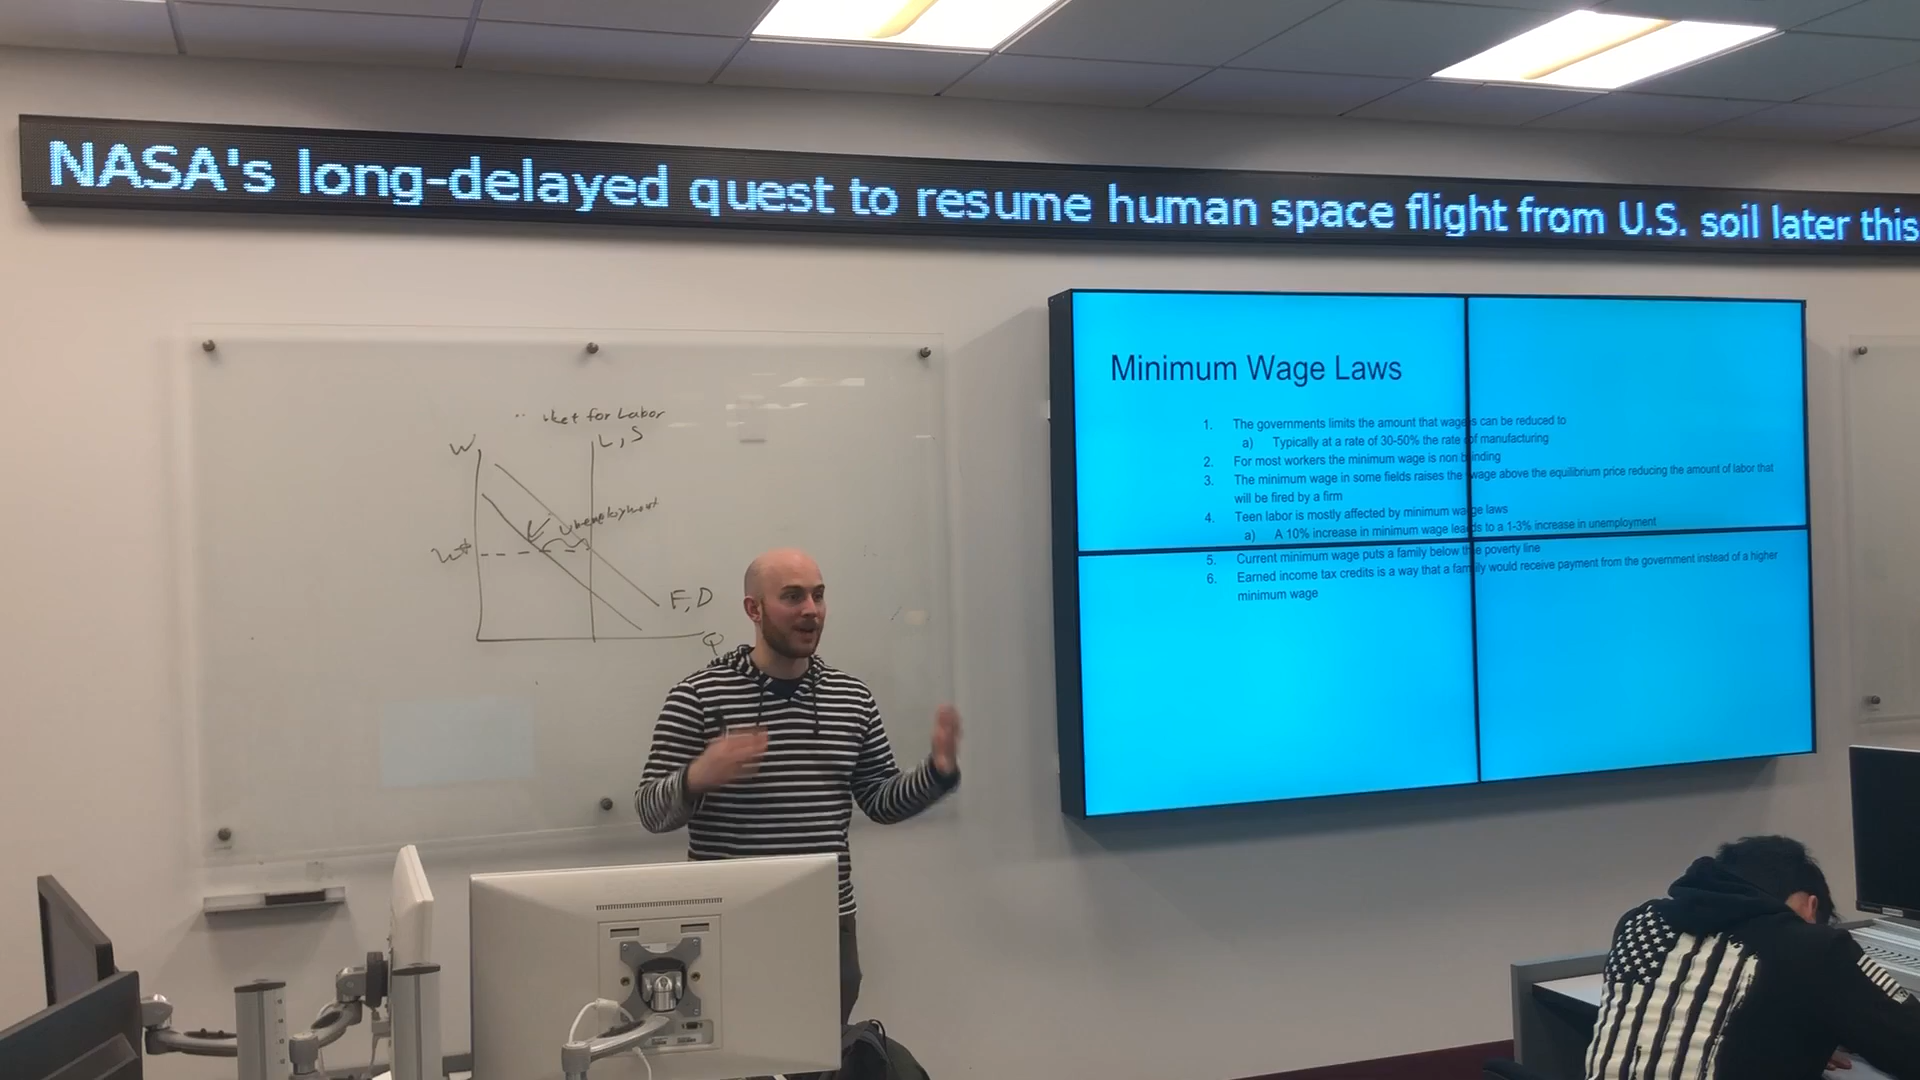 NASA's long-delayed quest to resume human space flight from U.S. soil later this
ket for Labor
W
L, S
Unemployment
W*
F, D
Q
Minimum Wage Laws
1. The governments limits the amount that wages can be reduced to
a) Typically at a rate of 30-50% the rate of manufacturing
2. For most workers the minimum wage is non binding
3. The minimum wage in some fields raises the wage above the equilibrium price reducing the amount of labor that
will be fired by a firm
4. Teen labor is mostly affected by minimum wage laws
a) A 10% increase in minimum wage leads to a 1-3% increase in unemployment
5. Current minimum wage puts a family below the poverty line
6. Earned income tax credits is a way that a family would receive payment from the government instead of a higher
minimum wage